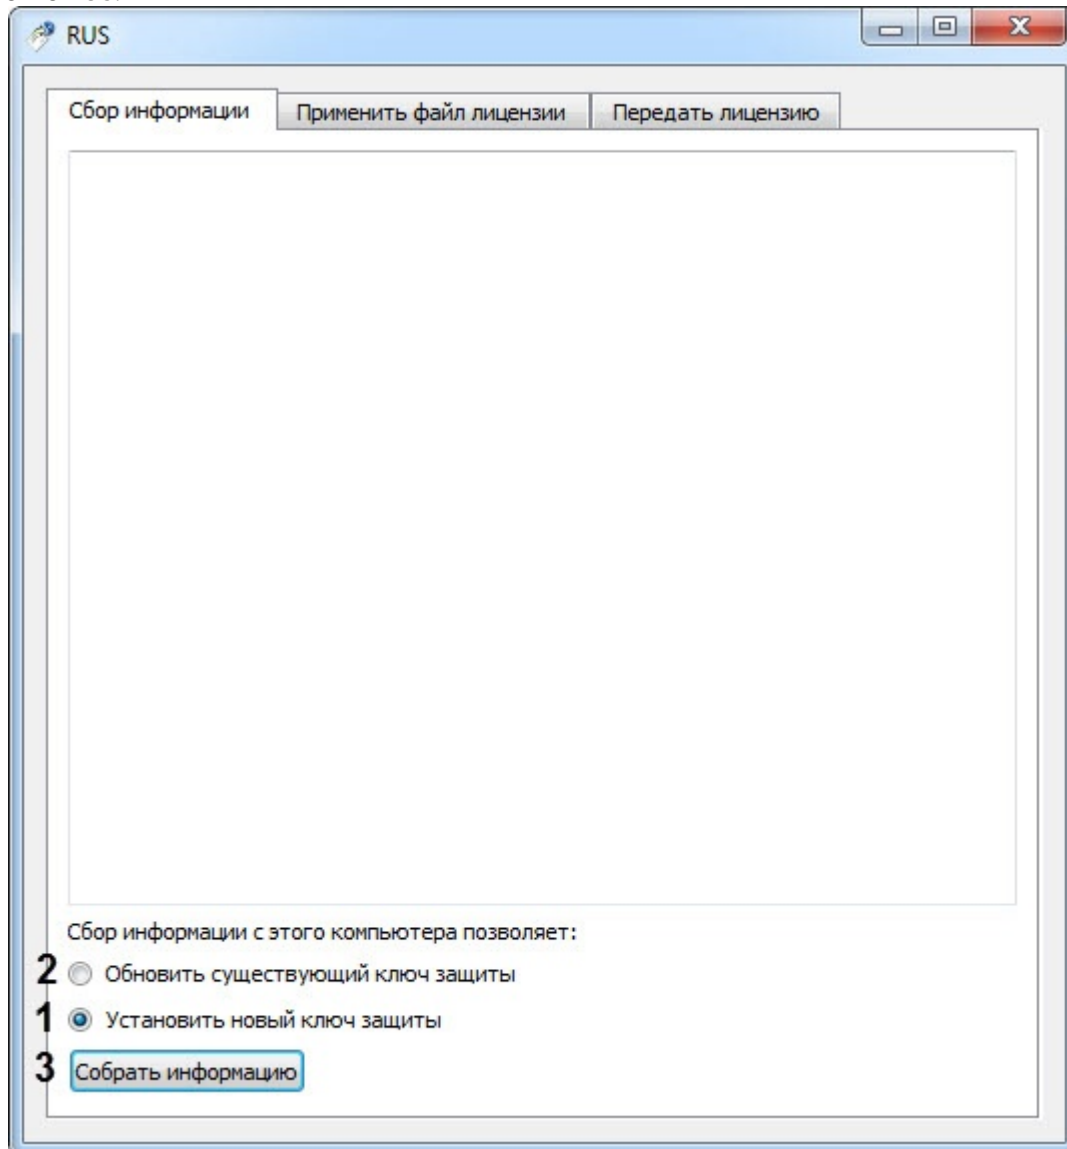 RUS
Сбор информации Применить файл лицензии Передать лицензию
Сбор информации с этого компьютера позволяет:
2 Обновить существующий ключ защиты
1 Установить новый ключ защиты
3 Собрать информацию